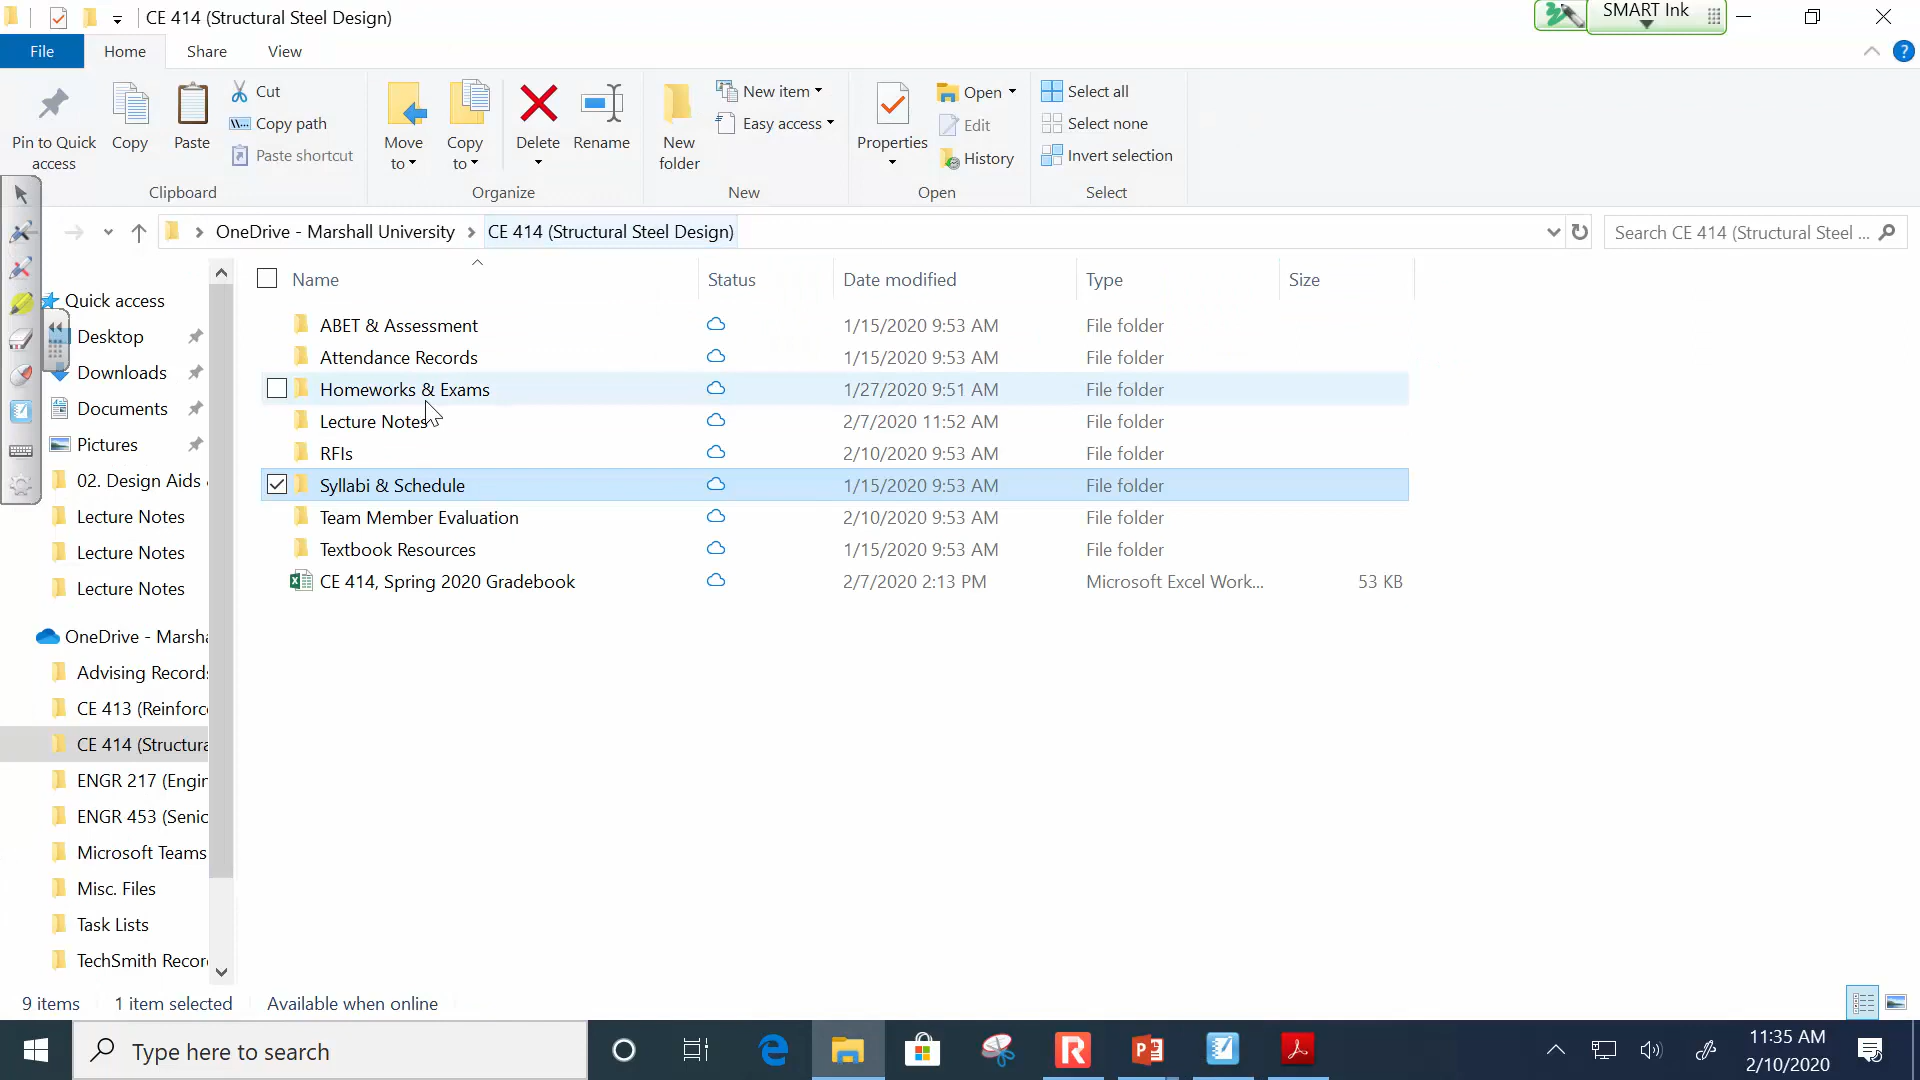 CE 414 (Structural Steel Design)
SMART Ink
File
Home
Share
View
Pin to Quick access
Copy
Paste
Cut
Copy path
Paste shortcut
Clipboard
Move to
Copy to
Delete
Rename
Organize
New folder
New item
Easy access
New
Properties
Open
Edit
History
Open
Select all
Select none
Invert selection
Select
OneDrive - Marshall University
CE 414 (Structural Steel Design)
Search CE 414 (Structural Steel ...
Name Status Date modified Type Size
ABET & Assessment 1/15/2020 9:53 AM File folder
Attendance Records 1/15/2020 9:53 AM File folder
Homeworks & Exams 1/27/2020 9:51 AM File folder
Lecture Notes 2/7/2020 11:52 AM File folder
RFIs 2/10/2020 9:53 AM File folder
Syllabi & Schedule 1/15/2020 9:53 AM File folder
Team Member Evaluation 2/10/2020 9:53 AM File folder
Textbook Resources 1/15/2020 9:53 AM File folder
CE 414, Spring 2020 Gradebook 2/7/2020 2:13 PM Microsoft Excel Work... 53 KB
Quick access
Desktop
Downloads
Documents
Pictures
02. Design Aids
Lecture Notes
Lecture Notes
Lecture Notes
OneDrive - Marsha
Advising Records
CE 413 (Reinforc
CE 414 (Structura
ENGR 217 (Engin
ENGR 453 (Senic
Microsoft Teams
Misc. Files
Task Lists
TechSmith Recor
9 items 1 item selected Available when online
Type here to search
11:35 AM
2/10/2020